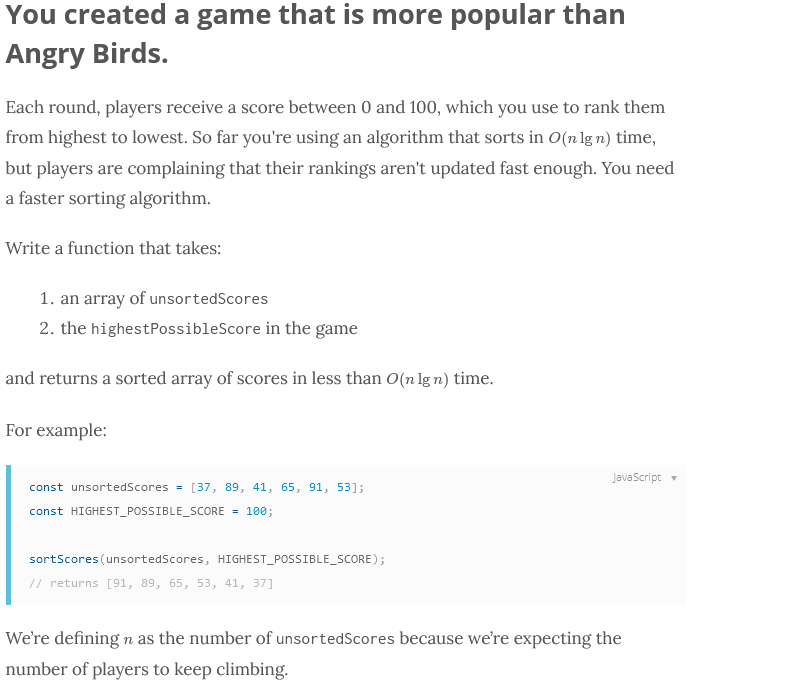 You created a game that is more popular than
Angry Birds.
Each round, players receive a score between 0 and 100, which you use to rank them
from highest to lowest. So far you're using an algorithm that sorts in O(n lg n) time,
but players are complaining that their rankings aren't updated fast enough. You need
a faster sorting algorithm.
Write a function that takes:
1. an array of unsortedScores
2. the highestPossibleScore in the game
and returns a sorted array of scores in less than O(n lg n) time.
For example:
JavaScript ▼
const unsortedScores = [37, 89, 41, 65, 91, 53];
const HIGHEST_POSSIBLE_SCORE = 100;
sortScores(unsortedScores, HIGHEST_POSSIBLE_SCORE);
// returns [91, 89, 65, 53, 41, 37]
We’re defining n as the number of unsortedScores because we’re expecting the
number of players to keep climbing.